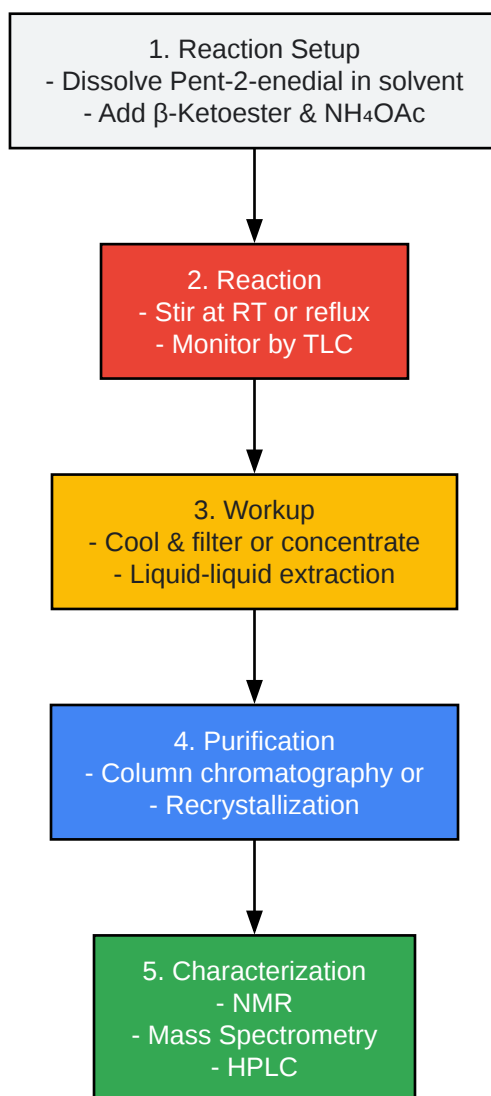 1. Reaction Setup
- Dissolve Pent-2-enedial in solvent
- Add β-Ketoester & NH₄OAc
2. Reaction
- Stir at RT or reflux
- Monitor by TLC
3. Workup
- Cool & filter or concentrate
- Liquid-liquid extraction
4. Purification
- Column chromatography or
- Recrystallization
5. Characterization
- NMR
- Mass Spectrometry
- HPLC